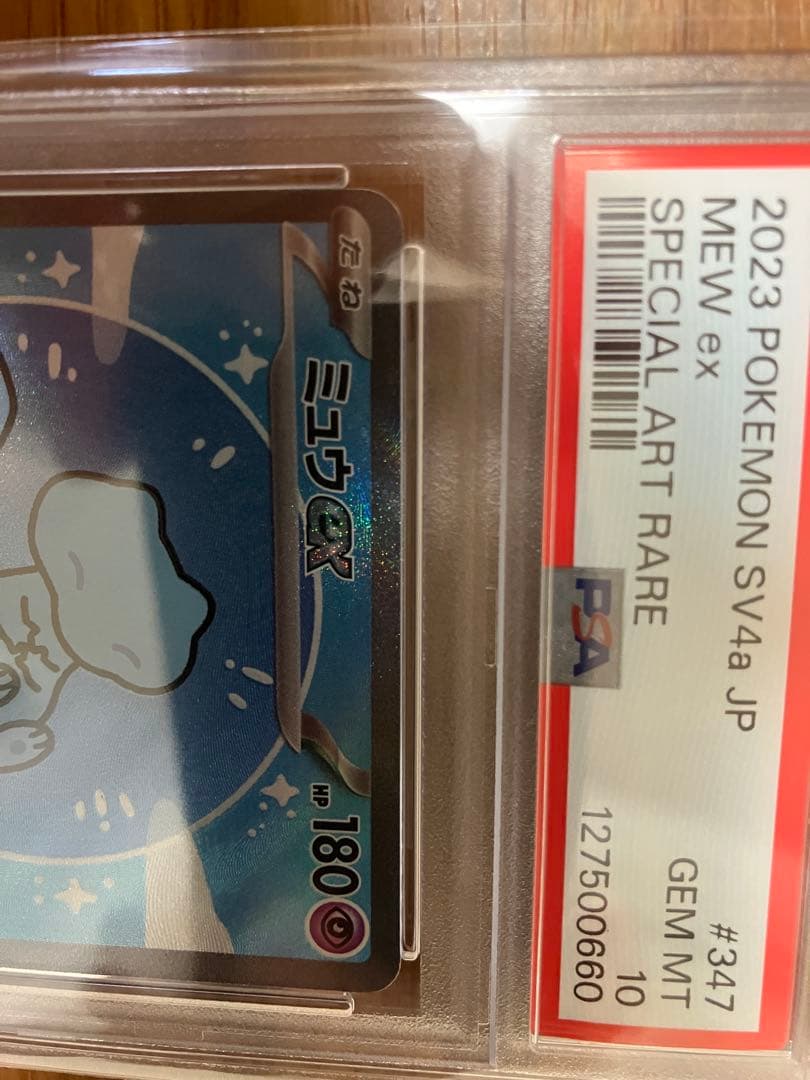 2023 POKEMON SV4a JP
#347
MEW ex
GEM MT
SPECIAL ART RARE
10
127500660
PSA
たね
ミュウex
HP 180